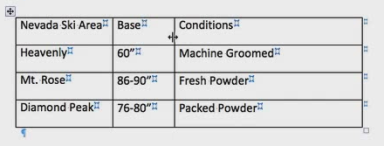 Nevada Ski Area Base Conditions
Heavenly 60" Machine Groomed
Mt. Rose 86-90" Fresh Powder
Diamond Peak 76-80" Packed Powder